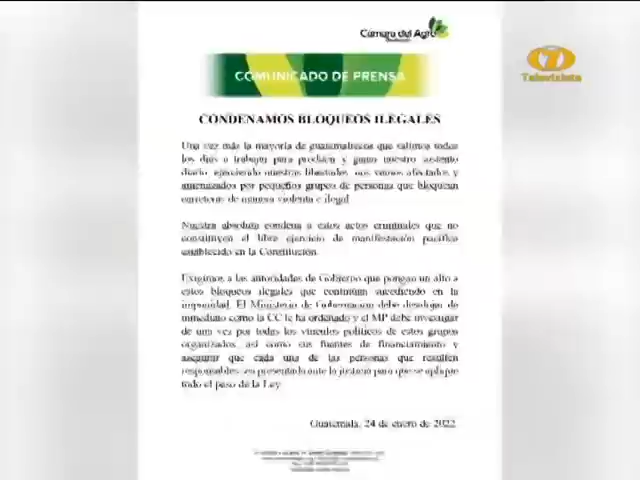 Cámara del Agro
7
Televisiete
COMUNICADO DE PRENSA
CONDENAMOS BLOQUEOS ILEGALES
Una vez más la mayoría de guatemaltecos que salimos todos
los días a trabajar para producir y ganar nuestro sustento
diario, ejerciendo nuestras libertades, nos vemos afectados y
amenazados por pequeños grupos de personas que bloquean
carreteras de manera violenta e ilegal.
Nuestra absoluta condena a estos actos criminales que no
constituyen el libre ejercicio de manifestación pacífica
establecido en la Constitución.
Exigimos a las autoridades de Gobierno que pongan un alto a
estos bloqueos ilegales que continúan sucediendo en la
impunidad. El Ministerio de Gobernación debe desalojar de
inmediato como la CC le ha ordenado y el MP debe investigar
de una vez por todas los vínculos políticos de estos grupos
organizados, así como sus fuentes de financiamiento y
asegurar que cada una de las personas que resulten
responsables sea presentada ante la justicia para que se aplique
todo el peso de la Ley.
Guatemala, 24 de enero de 2022